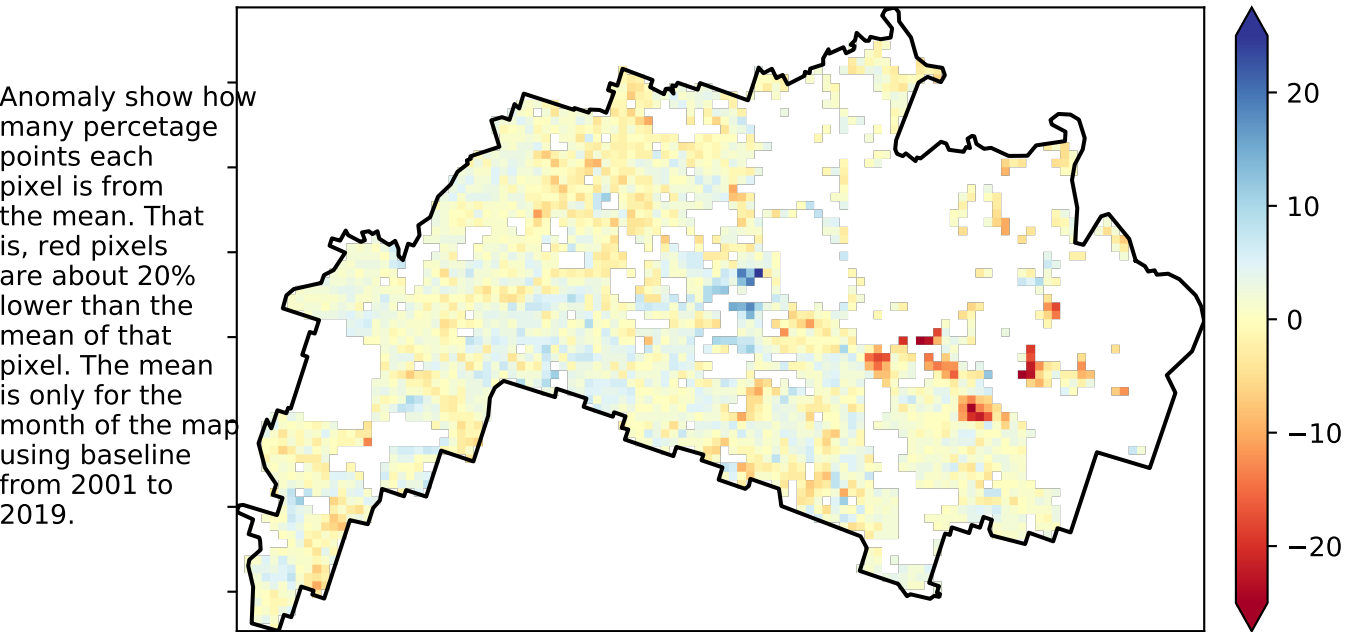 Anomaly show how
many percetage
points each
pixel is from
the mean. That
is, red pixels
are about 20%
lower than the
mean of that
pixel. The mean
is only for the
month of the map
using baseline
from 2001 to
2019.
20
10
0
−10
−20